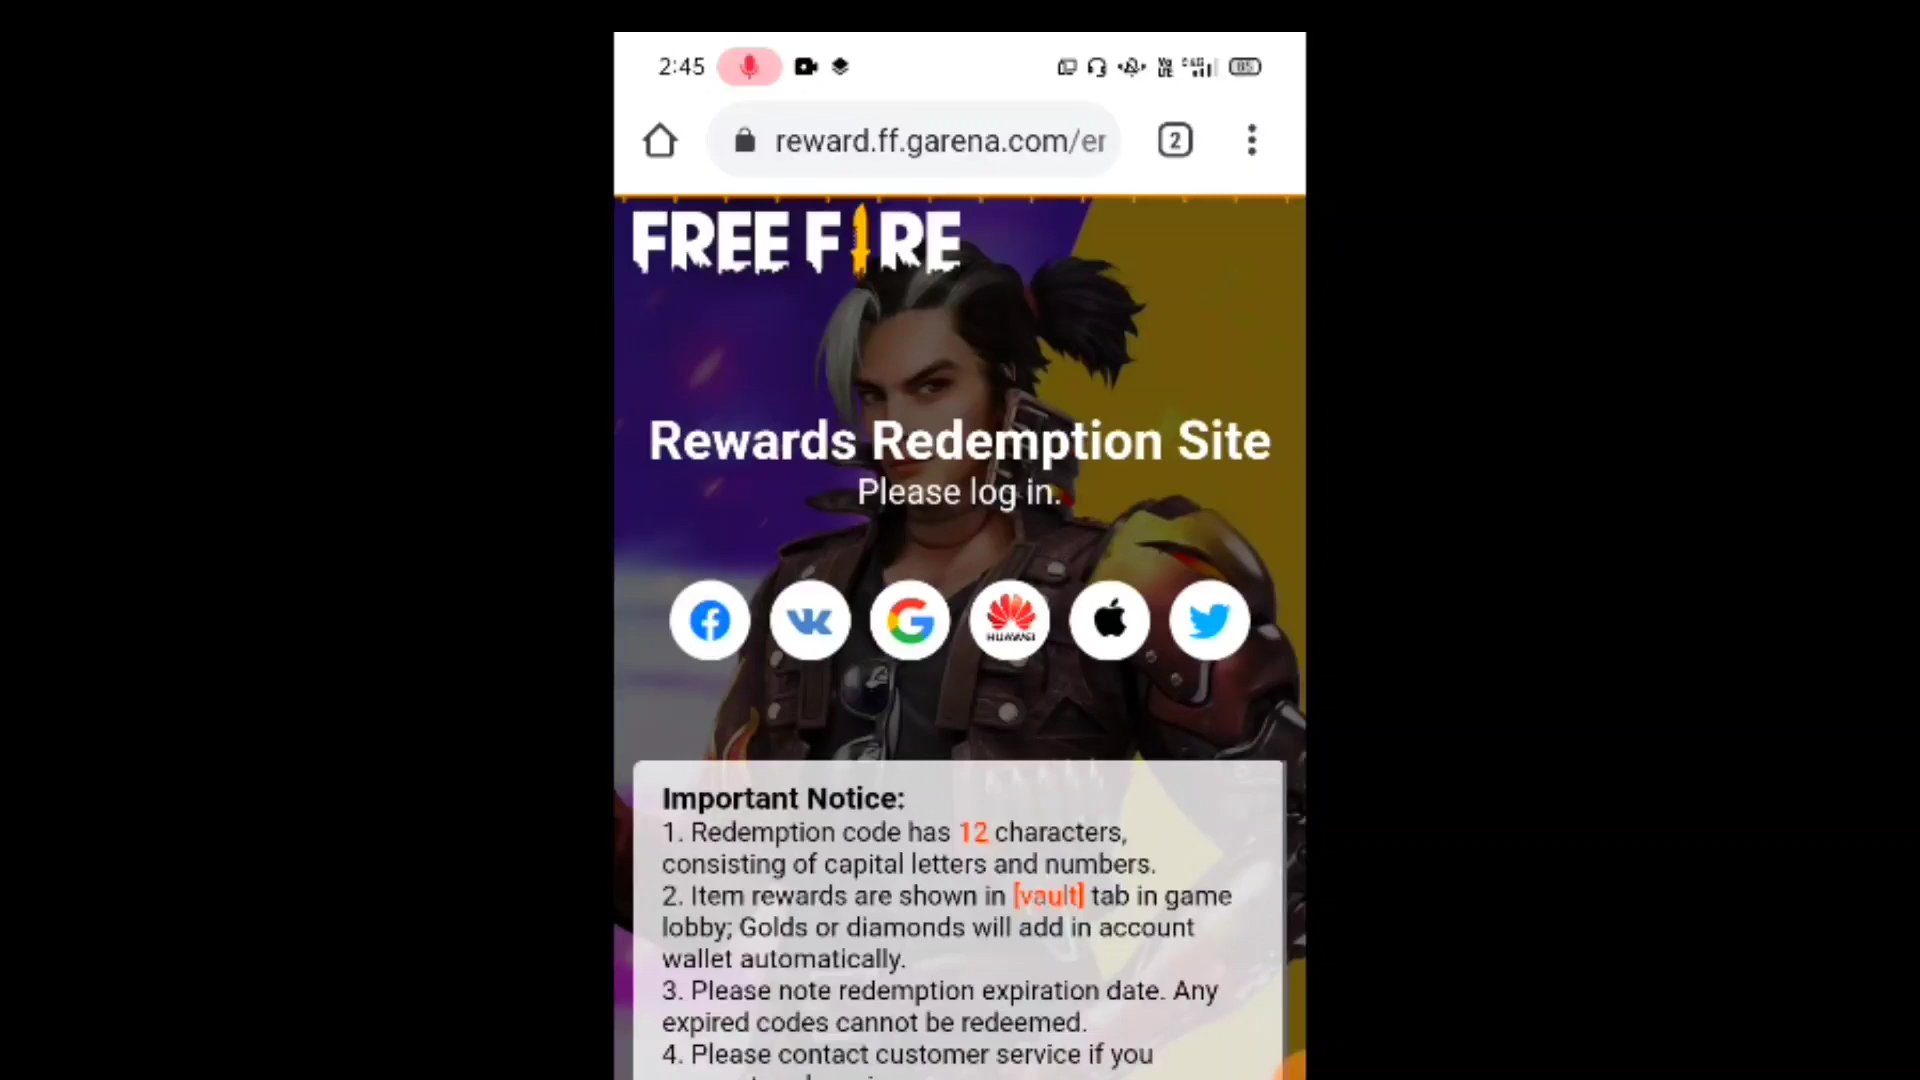 2:45
85
reward.ff.garena.com/er
2
FREE FIRE
Rewards Redemption Site
Please log in.
HUAWEI
Important Notice:
1. Redemption code has 12 characters,
consisting of capital letters and numbers.
2. Item rewards are shown in [vault] tab in game
lobby; Golds or diamonds will add in account
wallet automatically.
3. Please note redemption expiration date. Any
expired codes cannot be redeemed.
4. Please contact customer service if you